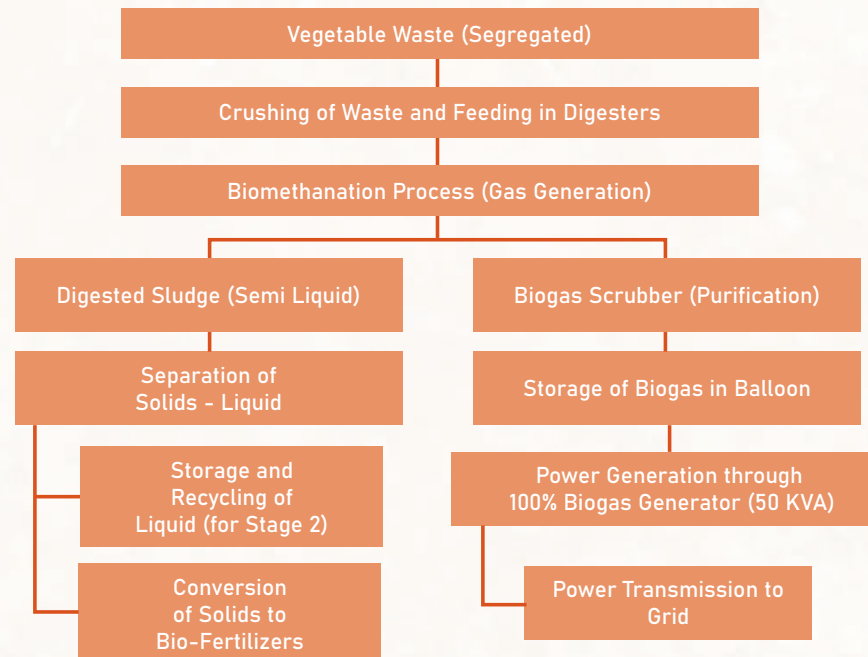 Vegetable Waste (Segregated)
Crushing of Waste and Feeding in Digesters
Biomethanation Process (Gas Generation)
Digested Sludge (Semi Liquid)
Separation of
Solids - Liquid
Storage and
Recycling of
Liquid (for Stage 2)
Conversion
of Solids to
Bio-Fertilizers
Biogas Scrubber (Purification)
Storage of Biogas in Balloon
Power Generation through
100% Biogas Generator (50 KVA)
Power Transmission to
Grid